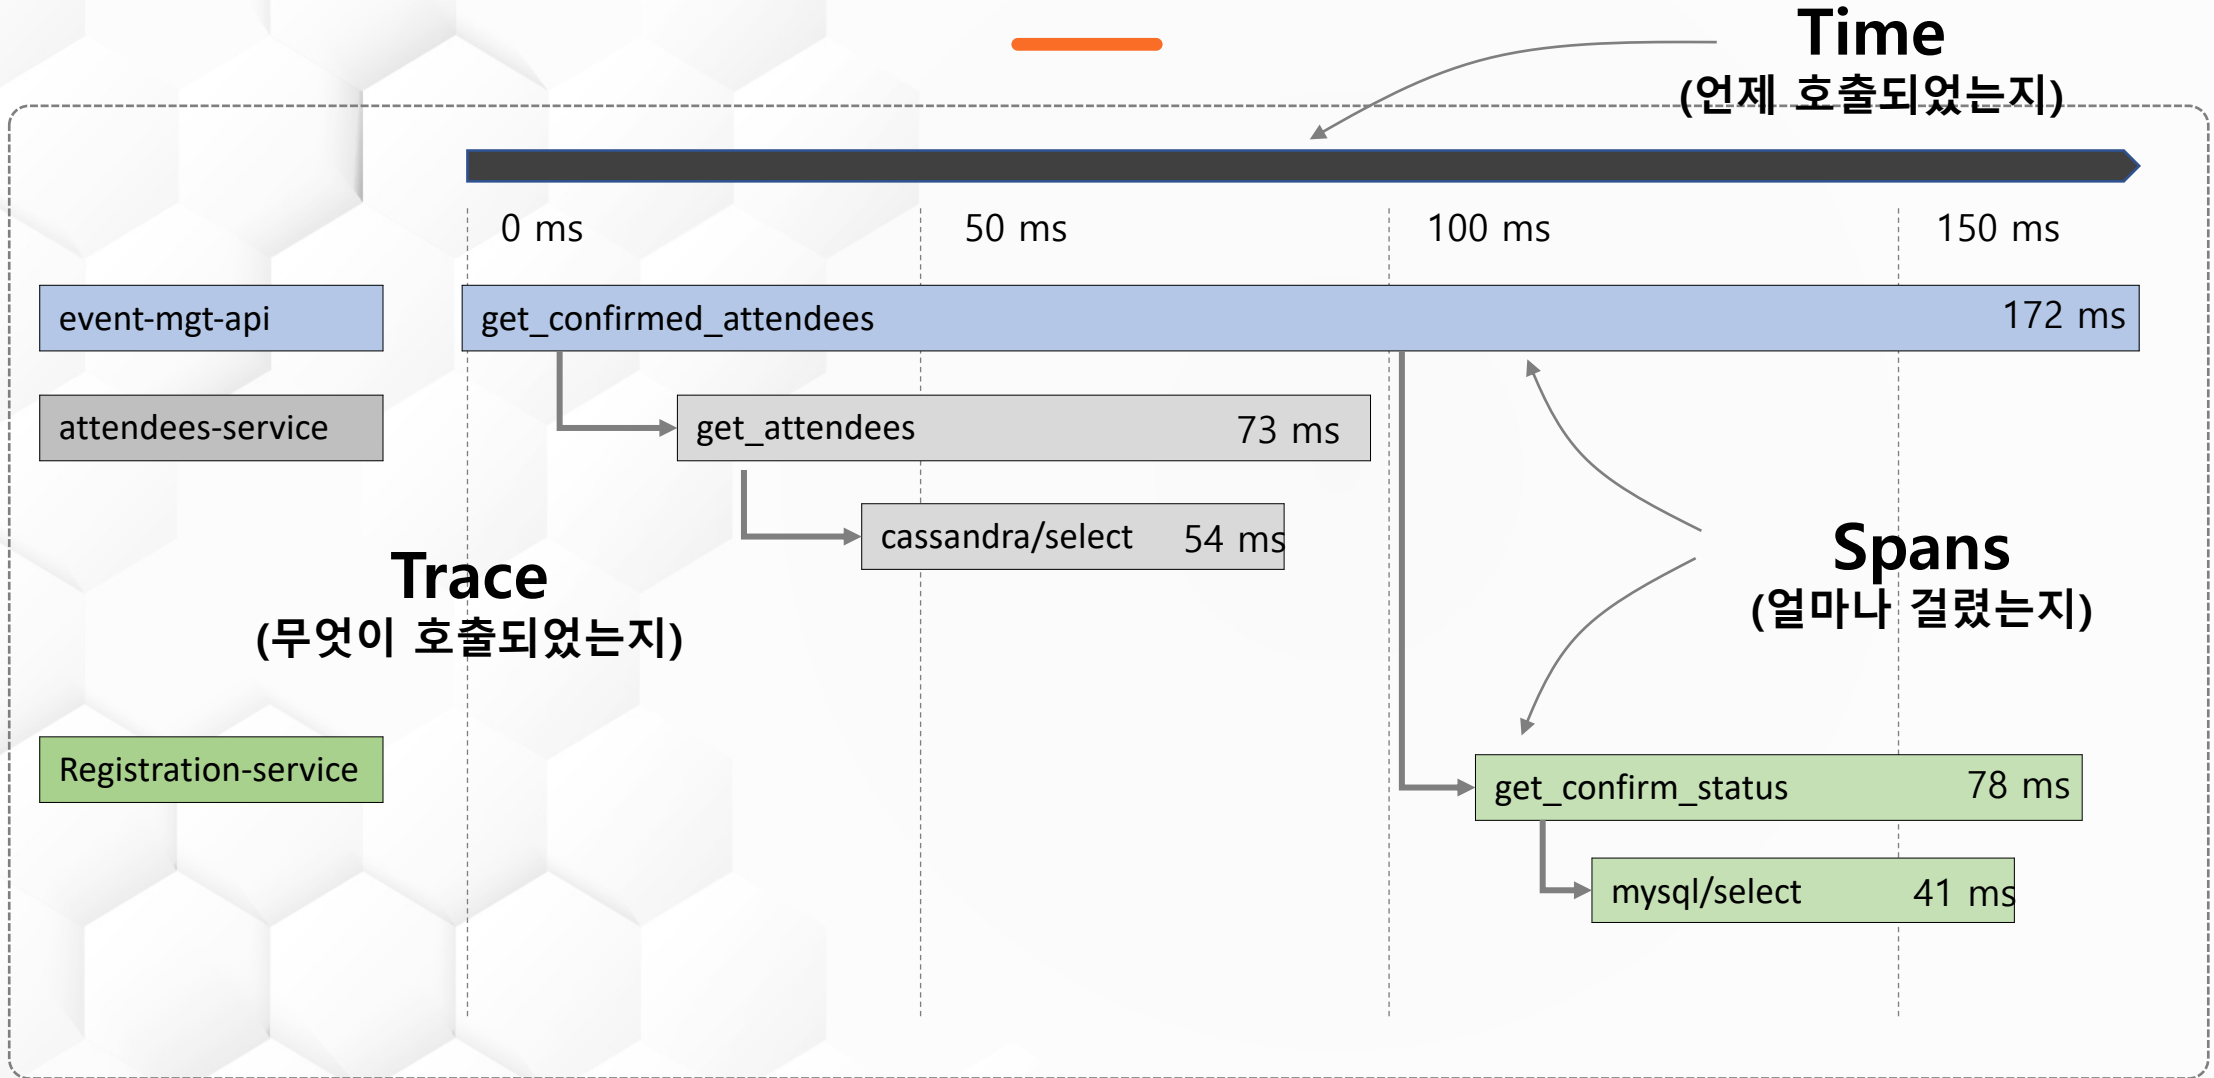 Time
(언제 호출되었는지)
0 ms
50 ms
100 ms
150 ms
event-mgt-api
get_confirmed_attendees
172 ms
attendees-service
get_attendees
73 ms
cassandra/select
54 ms
Trace
(무엇이 호출되었는지)
Spans
(얼마나 걸렸는지)
Registration-service
get_confirm_status
78 ms
mysql/select
41 ms